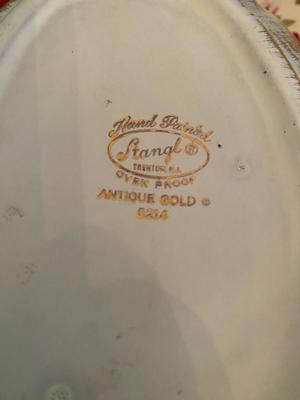 Hand Painted
Stangl ®
TRENTON, N.J.
OVEN PROOF
ANTIQUE GOLD ©
5214